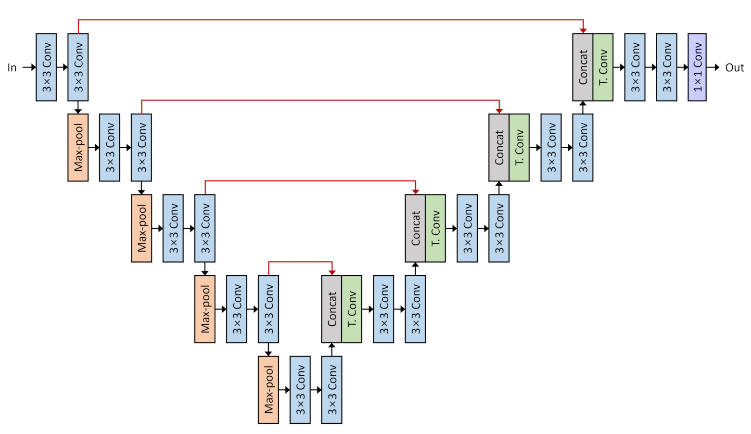 In
3×3 Conv
3×3 Conv
Concat
T. Conv
3×3 Conv
3×3 Conv
1×1 Conv
Out
Max-pool
3×3 Conv
3×3 Conv
Concat
T. Conv
3×3 Conv
3×3 Conv
Max-pool
3×3 Conv
3×3 Conv
Concat
T. Conv
3×3 Conv
3×3 Conv
Max-pool
3×3 Conv
3×3 Conv
Concat
T. Conv
3×3 Conv
3×3 Conv
Max-pool
3×3 Conv
3×3 Conv